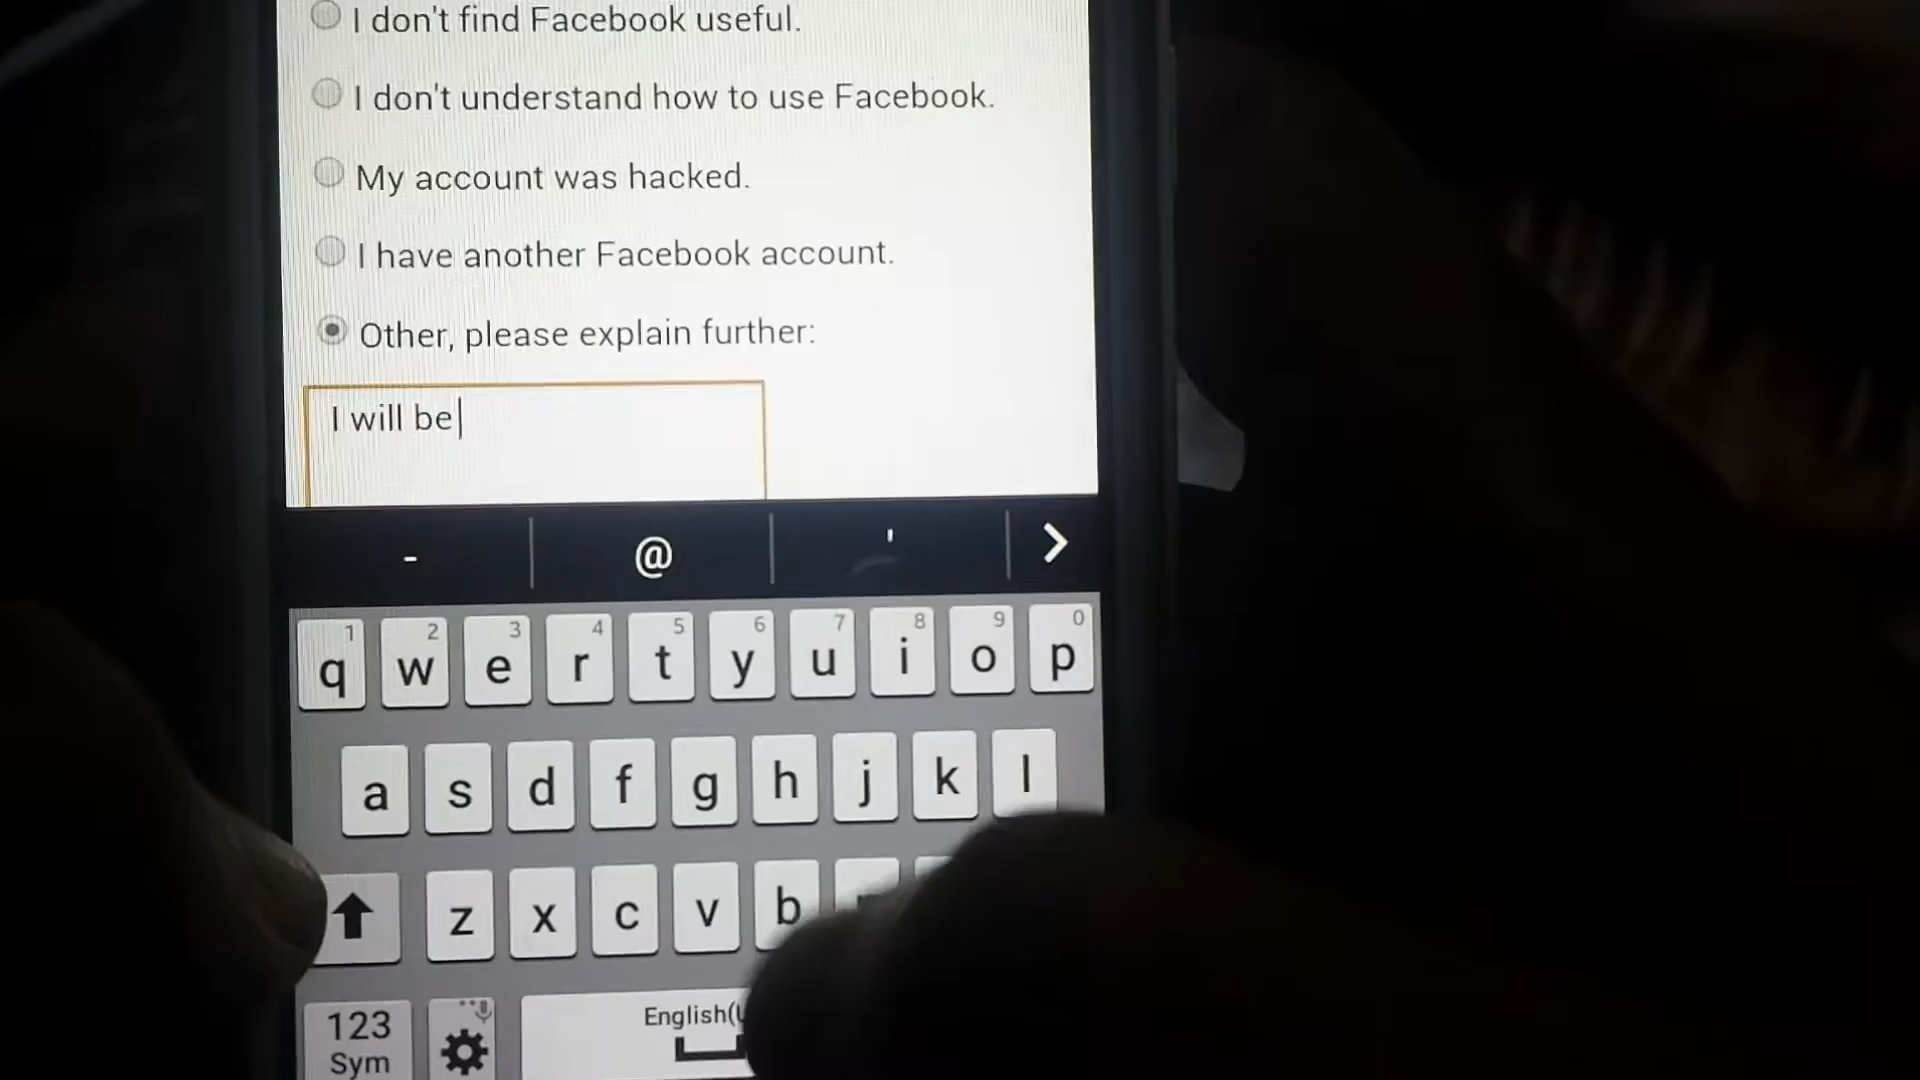 I don't find Facebook useful.
I don't understand how to use Facebook.
My account was hacked.
I have another Facebook account.
Other, please explain further:
I will be
- @ '
1 2 3 4 5 6 7 8 9 0
q w e r t y u i o p
a s d f g h j k l
z x c v b
123
Sym
English(